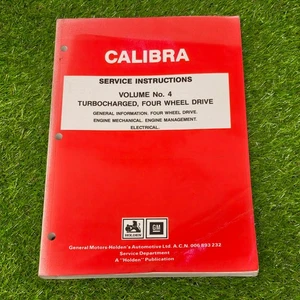 CALIBRA
SERVICE INSTRUCTIONS
VOLUME No. 4
TURBOCHARGED, FOUR WHEEL DRIVE
GENERAL INFORMATION. FOUR WHEEL DRIVE.
ENGINE MECHANICAL. ENGINE MANAGEMENT.
ELECTRICAL.
HOLDEN
GM
General Motors-Holden's Automotive Ltd. A.C.N. 006 893 232
Service Department
A "Holden" Publication